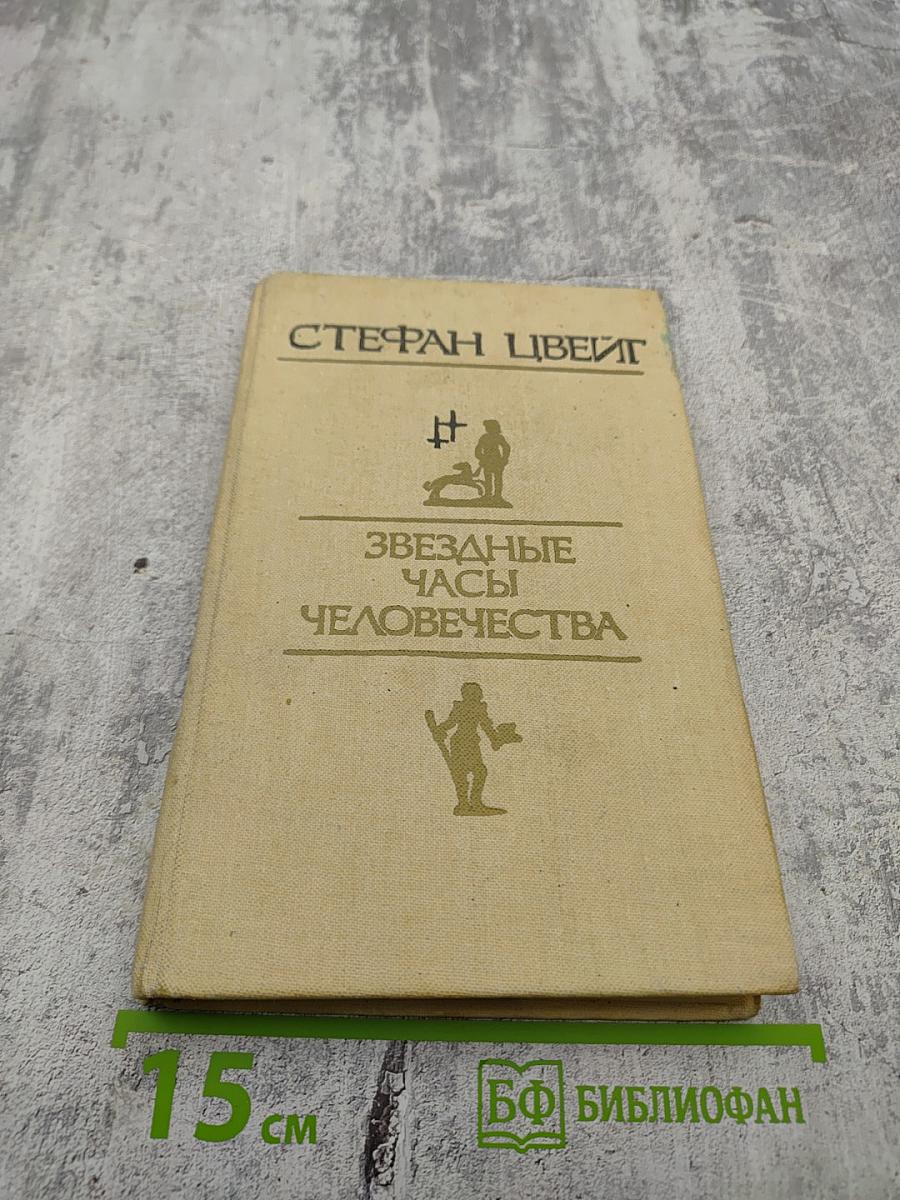 СТЕФАН ЦВЕЙГ
ЗВЕЗДНЫЕ
ЧАСЫ
ЧЕЛОВЕЧЕСТВА
15 см
БФ БИБЛИОФАН